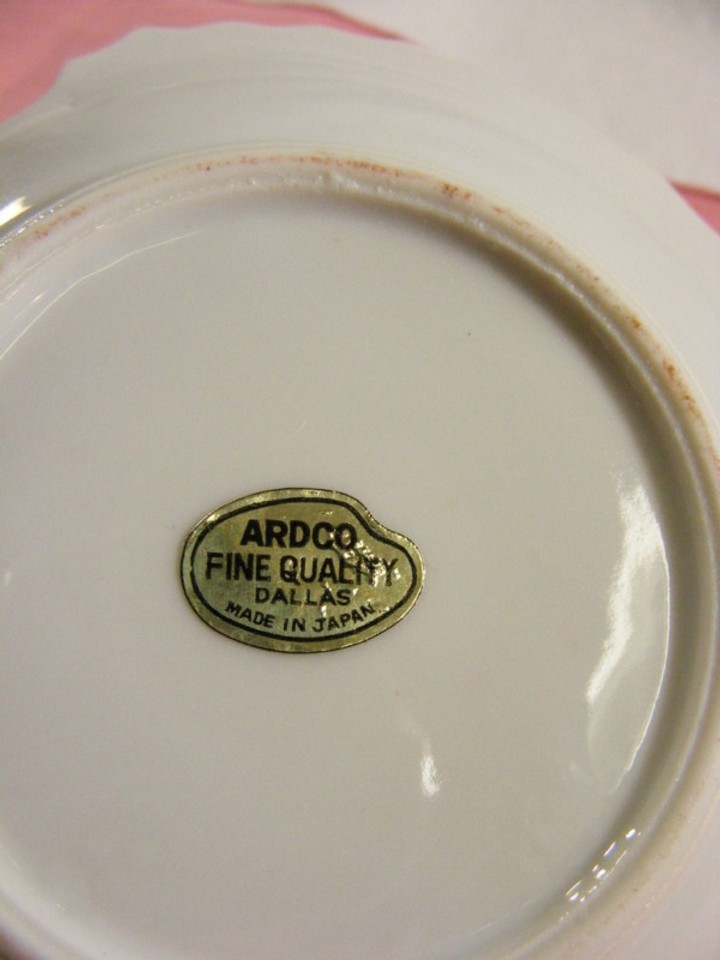 ARDCO
FINE QUALITY
DALLAS
MADE IN JAPAN